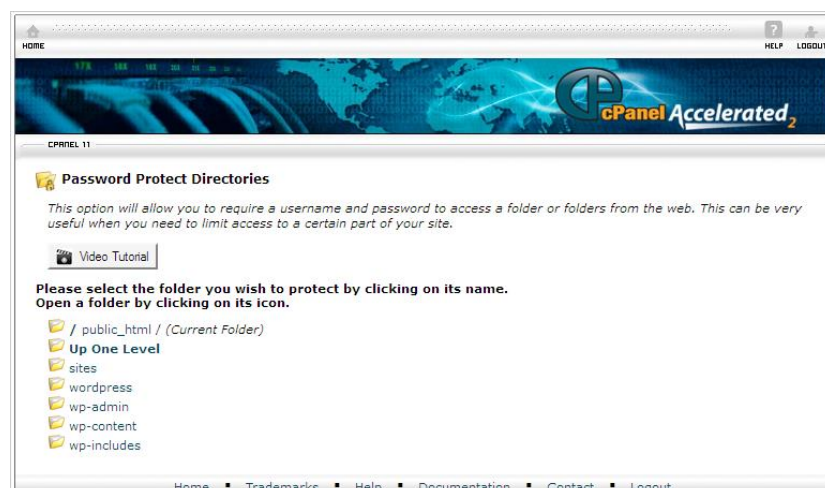 HOME
HELP
LOGOUT
cPanel Accelerated2
CPANEL 11
Password Protect Directories
This option will allow you to require a username and password to access a folder or folders from the web. This can be very
useful when you need to limit access to a certain part of your site.
Video Tutorial
Please select the folder you wish to protect by clicking on its name.
Open a folder by clicking on its icon.
/ public_html / (Current Folder)
Up One Level
sites
wordpress
wp-admin
wp-content
wp-includes
Home ▪ Trademarks ▪ Help ▪ Documentation ▪ Contact ▪ Logout